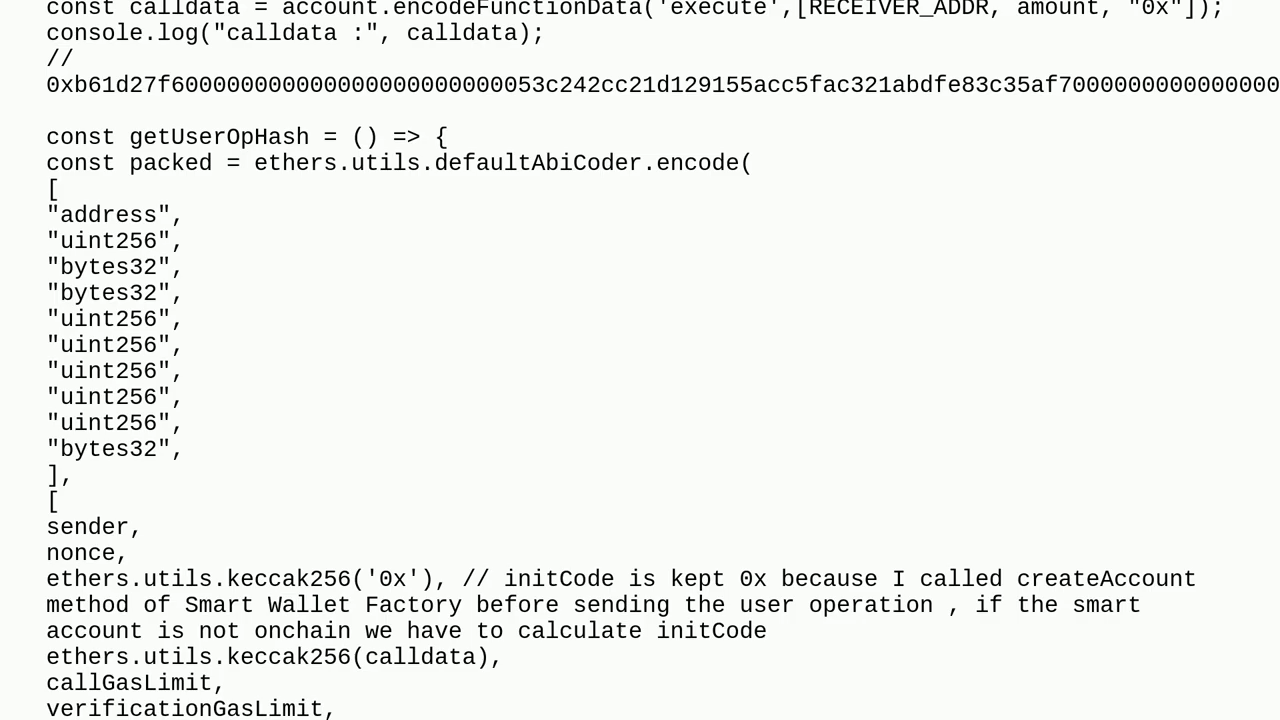 const calldata = account.encodeFunctionData('execute',[RECEIVER_ADDR, amount, "0x"]);
console.log("calldata :", calldata);
//
0xb61d27f600000000000000000000000053c242cc21d129155acc5fac321abdfe83c35af70000000000000000
const getUserOpHash = () => {
const packed = ethers.utils.defaultAbiCoder.encode(
[
"address",
"uint256",
"bytes32",
"bytes32",
"uint256",
"uint256",
"uint256",
"uint256",
"uint256",
"bytes32",
],
[
sender,
nonce,
ethers.utils.keccak256('0x'), // initCode is kept 0x because I called createAccount
method of Smart Wallet Factory before sending the user operation , if the smart
account is not onchain we have to calculate initCode
ethers.utils.keccak256(calldata),
callGasLimit,
verificationGasLimit,